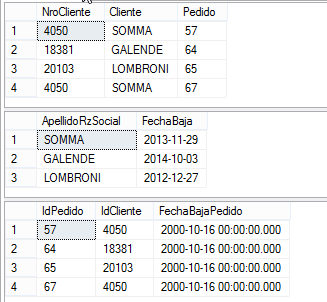 NroCliente Cliente Pedido
1 4050 SOMMA 57
2 18381 GALENDE 64
3 20103 LOMBRONI 65
4 4050 SOMMA 67
ApellidoRzSocial FechaBaja
1 SOMMA 2013-11-29
2 GALENDE 2014-10-03
3 LOMBRONI 2012-12-27
IdPedido IdCliente FechaBajaPedido
1 57 4050 2000-10-16 00:00:00.000
2 64 18381 2000-10-16 00:00:00.000
3 65 20103 2000-10-16 00:00:00.000
4 67 4050 2000-10-16 00:00:00.000